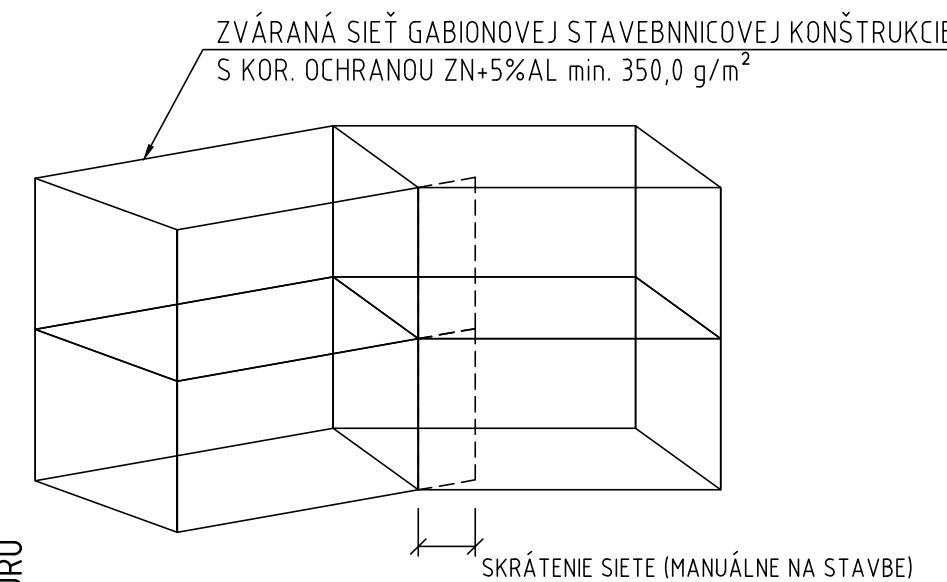 ZVÁRANÁ SIEŤ GABIONOVEJ STAVEBNNICOVEJ KONŠTRUKCIE
S KOR. OCHRANOU ZN+5%AL min. 350,0 g/m²
SKRÁTENIE SIETE (MANUÁLNE NA STAVBE)